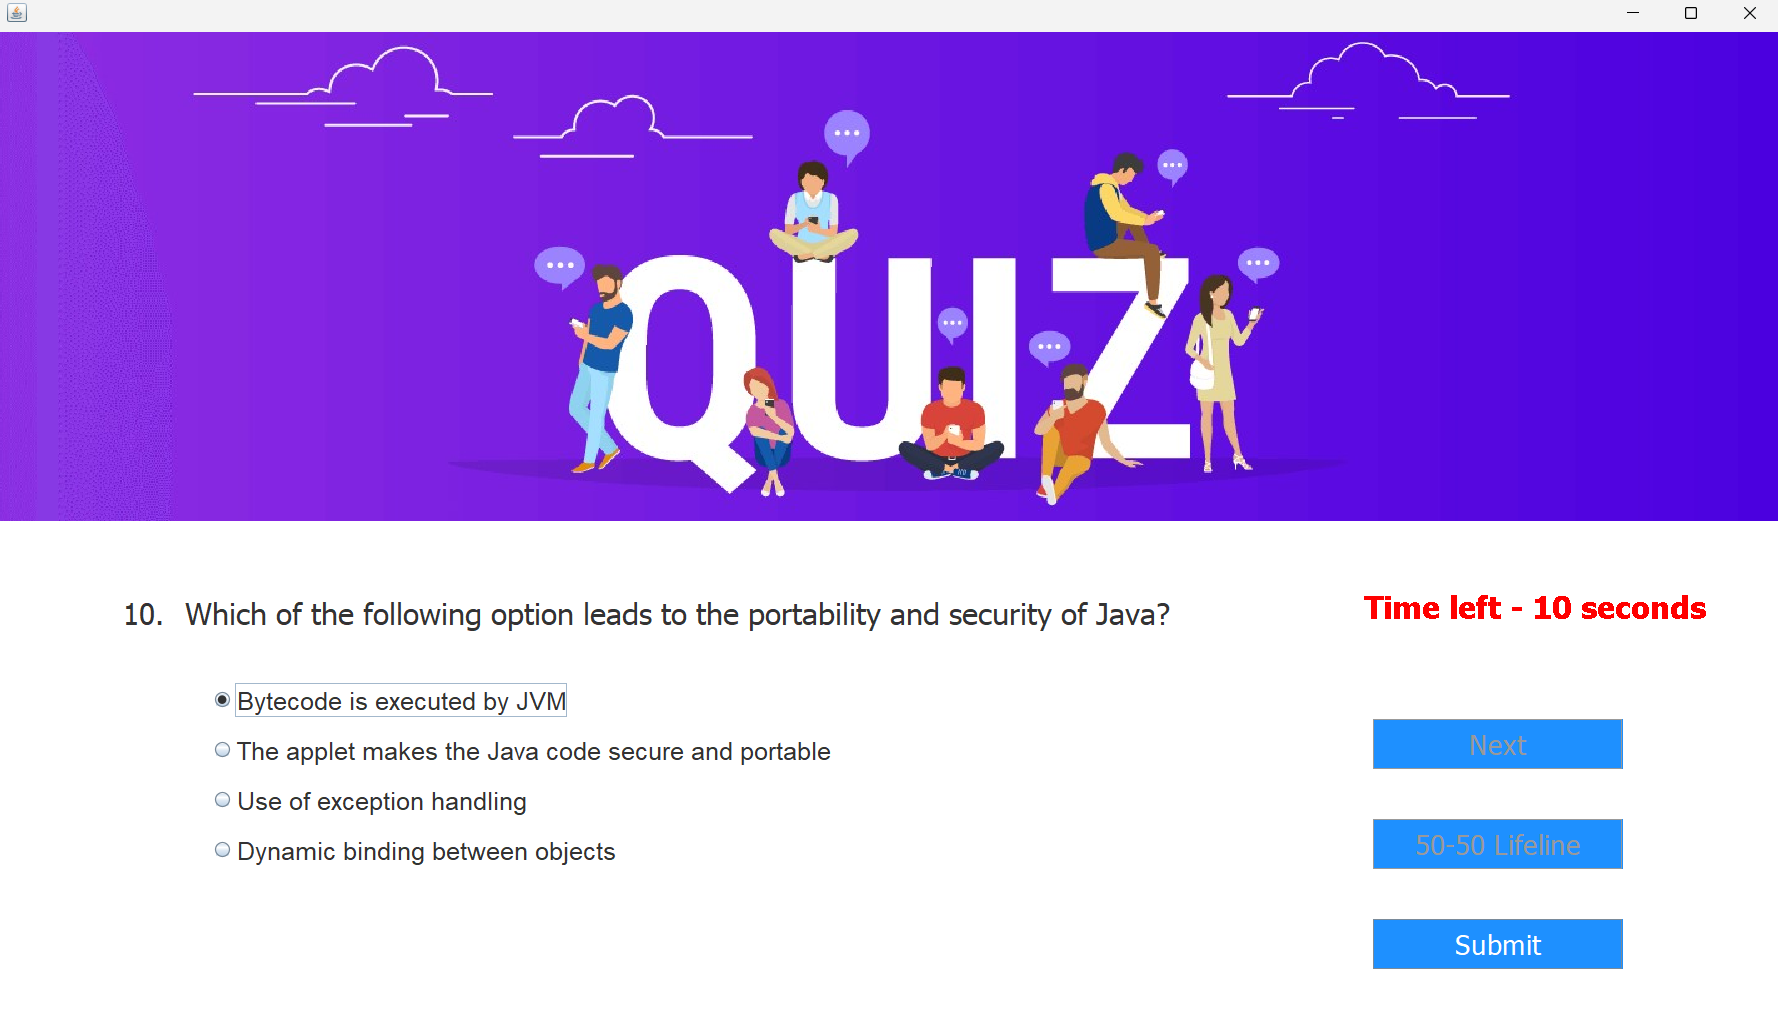 QUIZ
10. Which of the following option leads to the portability and security of Java?
Time left - 10 seconds
Bytecode is executed by JVM
The applet makes the Java code secure and portable
Use of exception handling
Dynamic binding between objects
Next
50-50 Lifeline
Submit